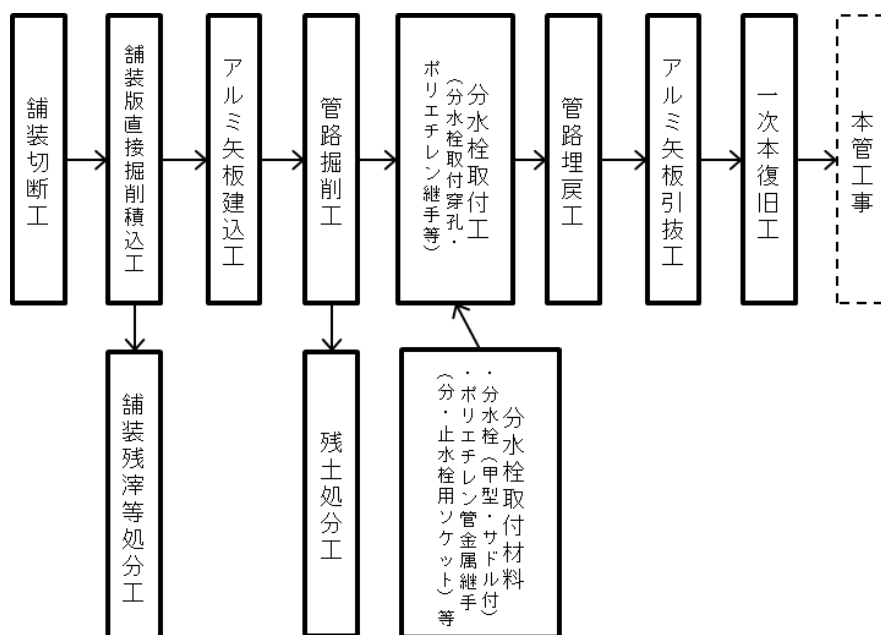 舗装切断工
舗装版直接掘削積込工
アルミ矢板建込工
管路掘削工
分水栓取付工
(分水栓取付穿孔・
ポリエチレン継手等)
管路埋戻工
アルミ矢板引抜工
一次本復旧工
本管工事
舗装残滓等処分工
残土処分工
分水栓取付材料
・分水栓(甲型・サドル付)
・ポリエチレン管金属継手
(分・止水栓用ソケット)等